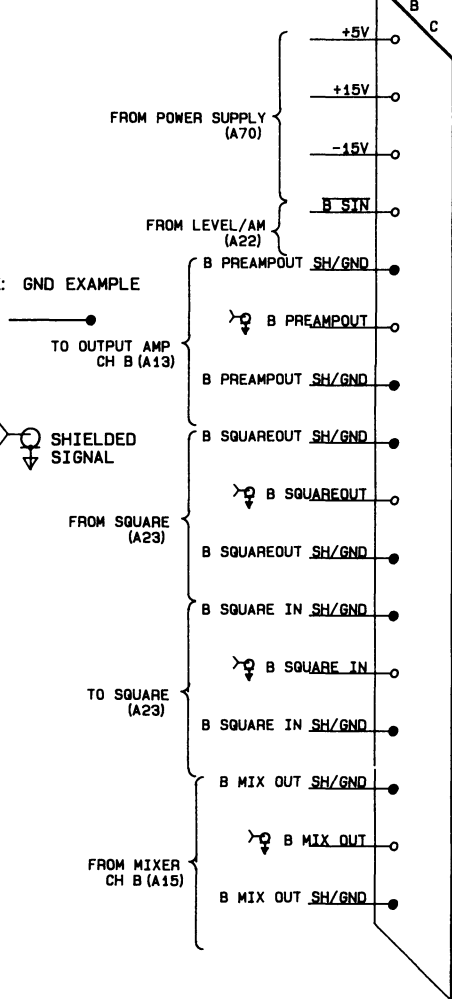 B
C
+5V
+15V
FROM POWER SUPPLY
(A70)
-15V
B SIN
FROM LEVEL/AM
(A22)
B PREAMPOUT SH/GND
: GND EXAMPLE
B PREAMPOUT
TO OUTPUT AMP
CH B (A13)
B PREAMPOUT SH/GND
SHIELDED
SIGNAL
B SQUAREOUT SH/GND
B SQUAREOUT
FROM SQUARE
(A23)
B SQUAREOUT SH/GND
B SQUARE IN SH/GND
B SQUARE IN
TO SQUARE
(A23)
B SQUARE IN SH/GND
B MIX OUT SH/GND
B MIX OUT
FROM MIXER
CH B (A15)
B MIX OUT SH/GND